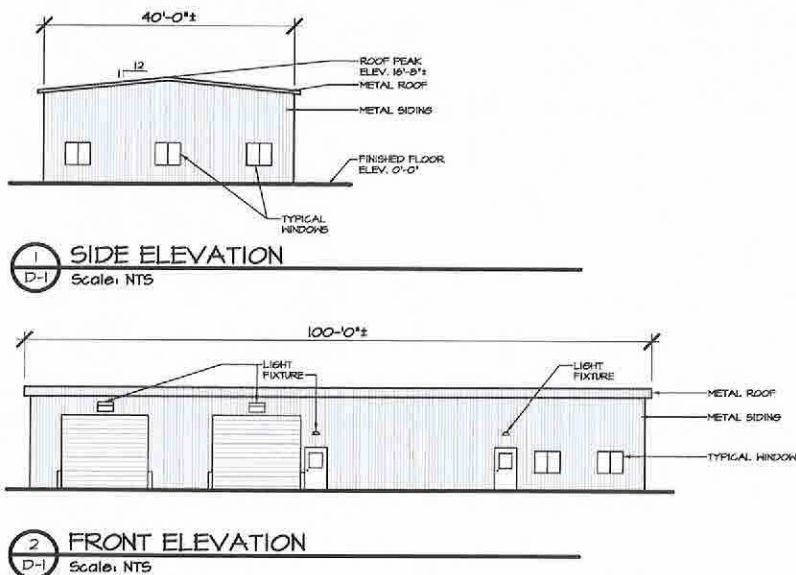 40'-0"±
12
1
ROOF PEAK
ELEV. 16'-8"±
METAL ROOF
METAL SIDING
FINISHED FLOOR
ELEV. 0'-0"
TYPICAL
WINDOWS
1
D-1
SIDE ELEVATION
Scale: NTS
100'-0"±
LIGHT
FIXTURE
LIGHT
FIXTURE
METAL ROOF
METAL SIDING
TYPICAL WINDOW
2
D-1
FRONT ELEVATION
Scale: NTS